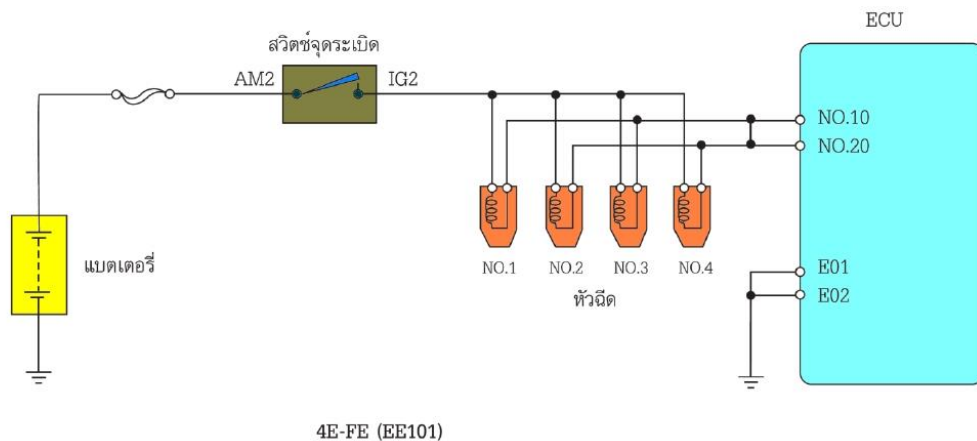 ECU
สวิตช์จุดระเบิด
AM2
IG2
NO.10
NO.20
แบตเตอรี่
NO.1 NO.2 NO.3 NO.4
หัวฉีด
E01
E02
4E-FE (EE101)